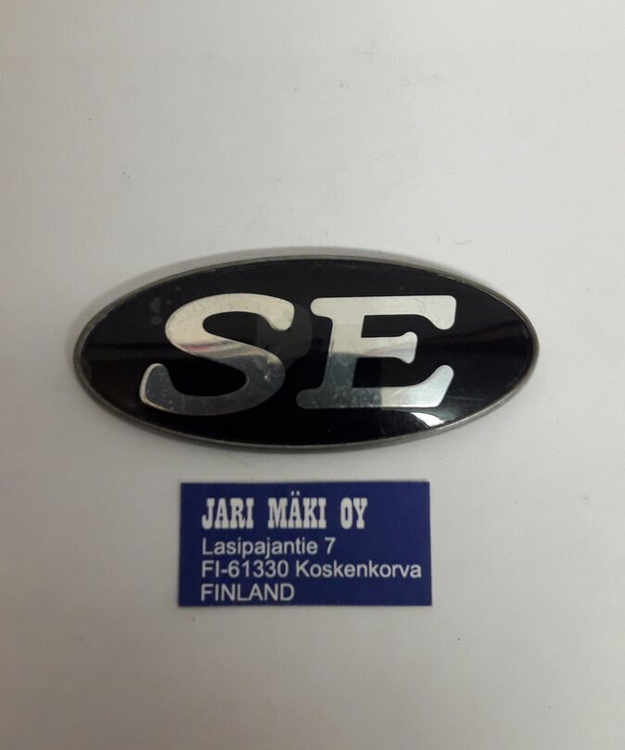 SE
JARI MÄKI OY
Lasipajantie 7
FI-61330 Koskenkorva
FINLAND